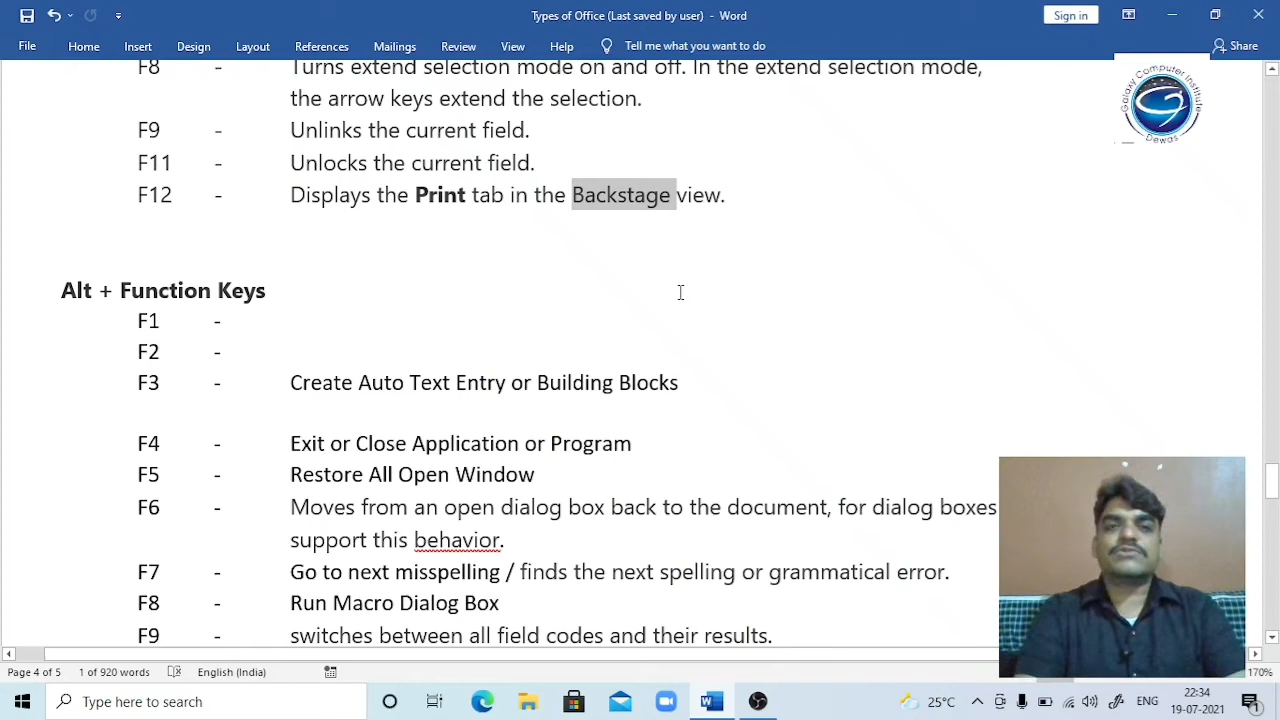 Types of Office (Last saved by user) - Word
Sign in
File Home Insert Design Layout References Mailings Review View Help Tell me what you want to do Share
F8 Turns extend selection mode on and off. In the extend selection mode,
the arrow keys extend the selection.
F9 - Unlinks the current field.
F11 - Unlocks the current field.
F12 - Displays the Print tab in the Backstage view.
Galaxy Computer Institute
Dewas
Alt + Function Keys
F1 -
F2 -
F3 - Create Auto Text Entry or Building Blocks
F4 - Exit or Close Application or Program
F5 - Restore All Open Window
F6 - Moves from an open dialog box back to the document, for dialog boxes
support this behavior.
F7 - Go to next misspelling / finds the next spelling or grammatical error.
F8 - Run Macro Dialog Box
F9 - switches between all field codes and their results.
Page 4 of 5 1 of 920 words English (India) 170%
Type here to search 25°C ENG 22:34
19-07-2021 1